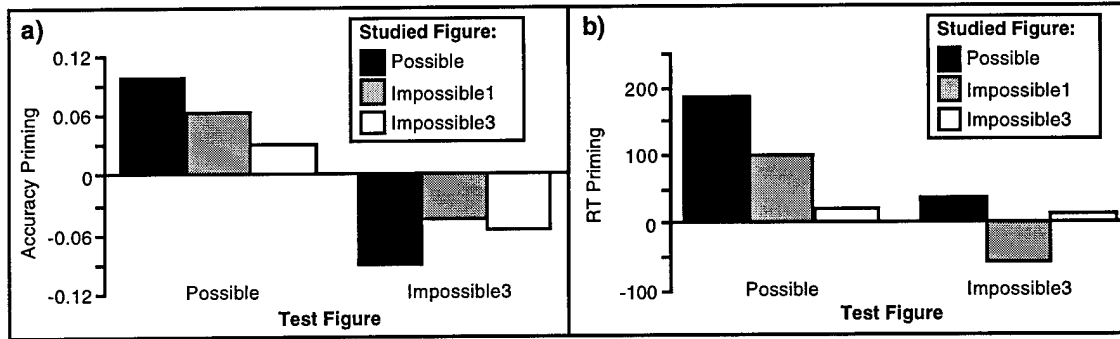 a)
Studied Figure:
Possible
Impossible1
Impossible3
0.12
0.06
0
-0.06
-0.12
Accuracy Priming
Possible
Impossible3
Test Figure
b)
Studied Figure:
Possible
Impossible1
Impossible3
200
100
0
-100
RT Priming
Possible
Impossible3
Test Figure